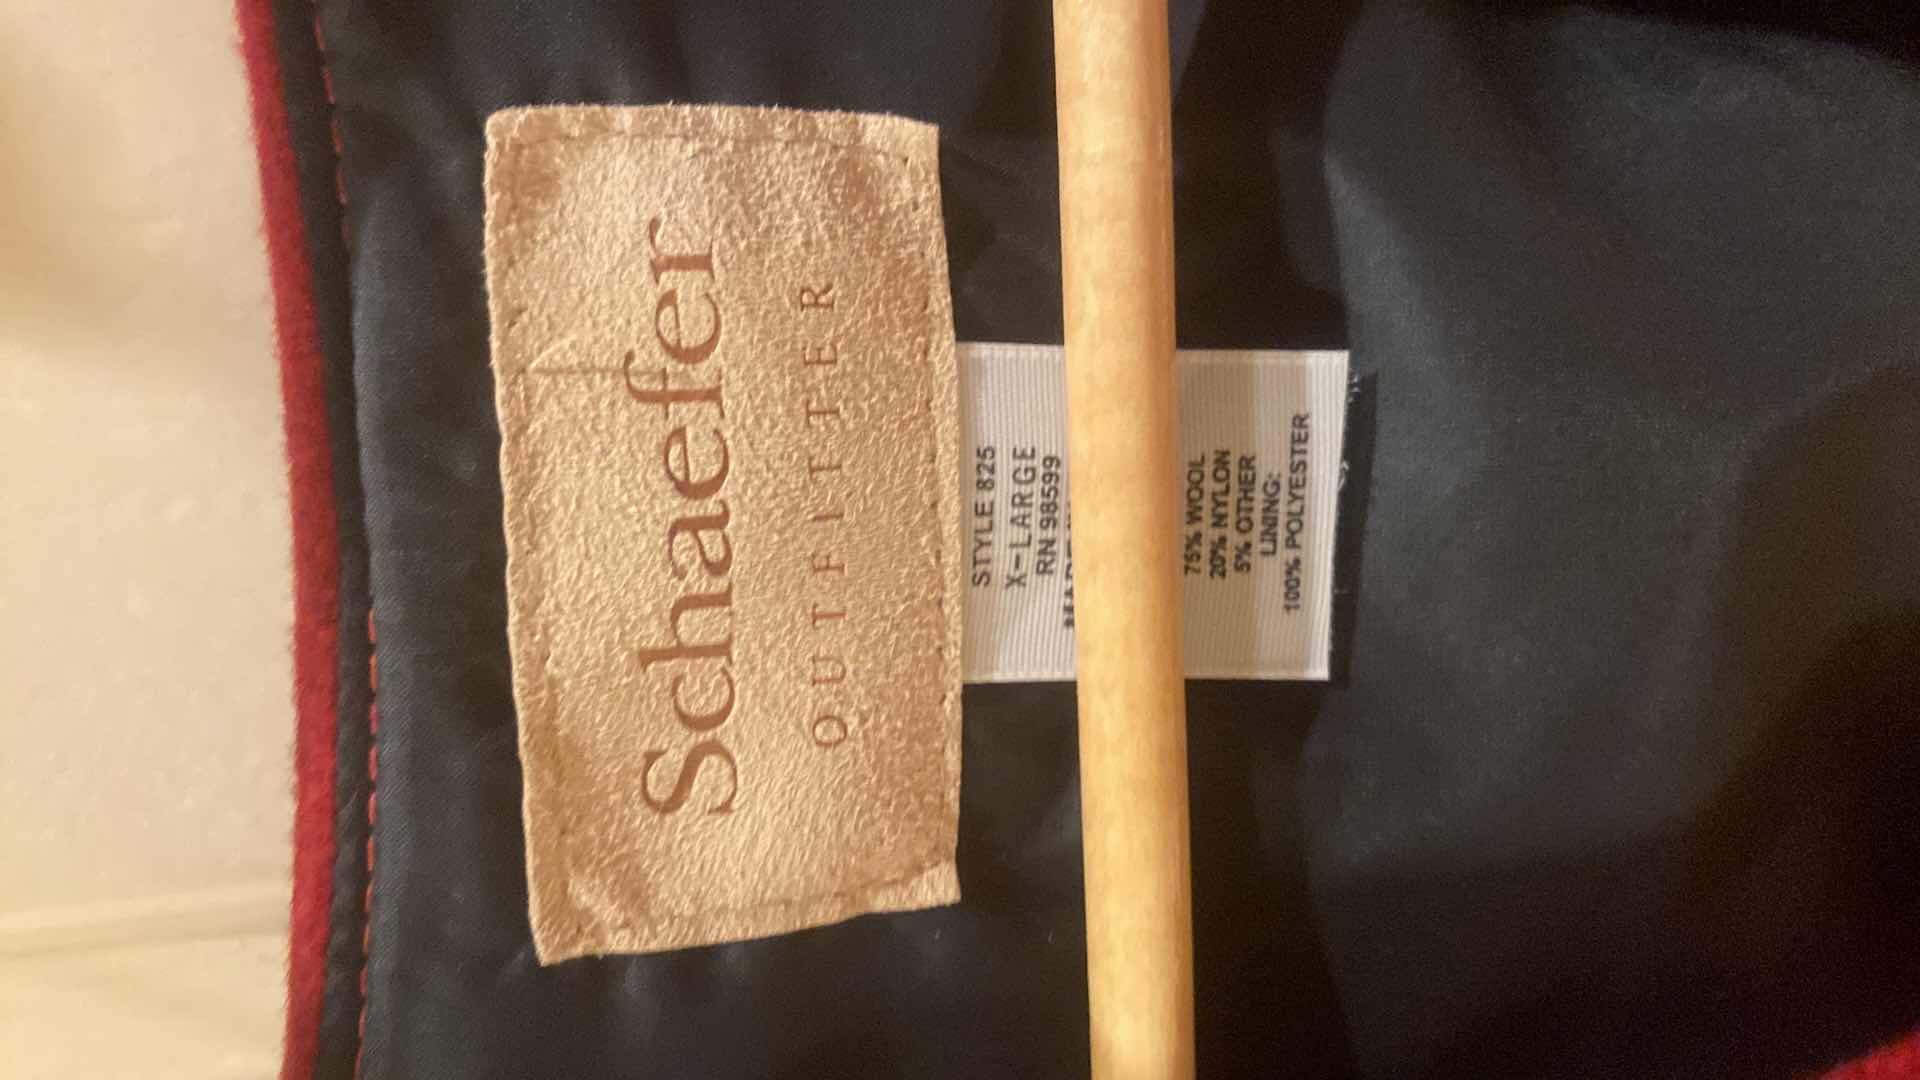 Schaefer
OUTFITTER
STYLE 825
X-LARGE
RN 98599
75% WOOL
20% NYLON
5% OTHER
LINING:
100% POLYESTER